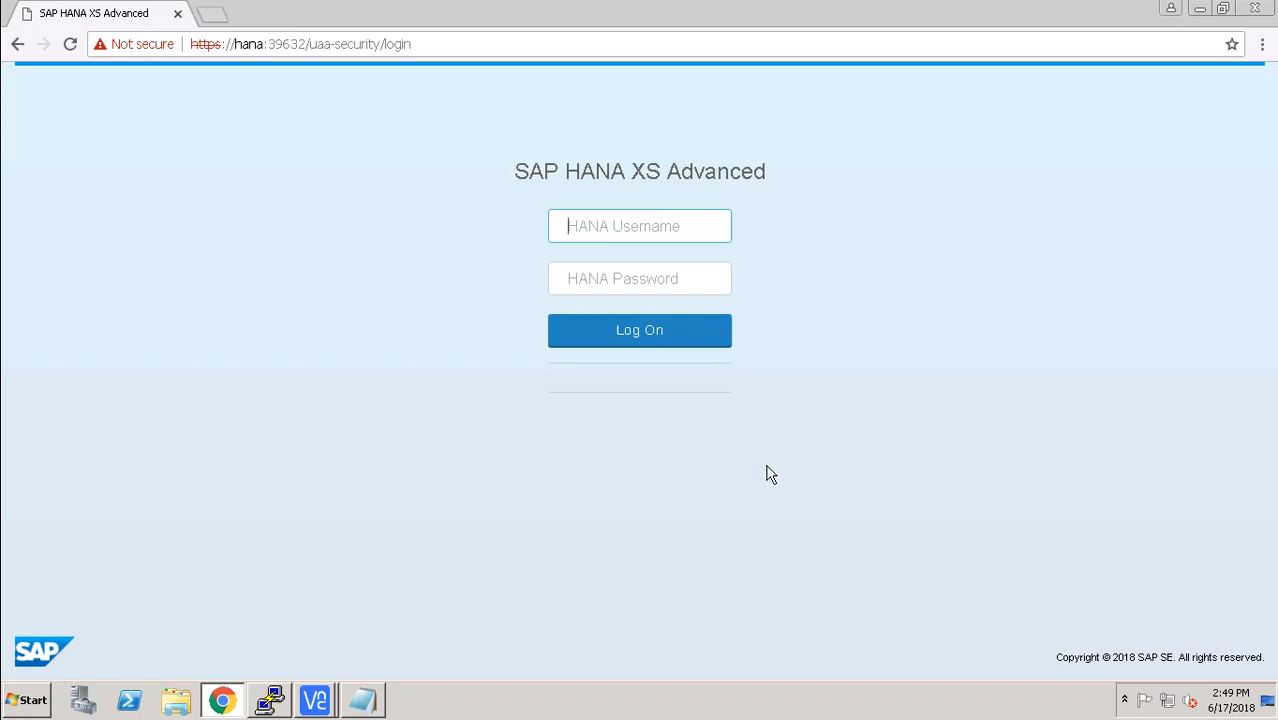 SAP HANA XS Advanced
Not secure https://hana:39632/uaa-security/login
SAP HANA XS Advanced
HANA Username
HANA Password
Log On
SAP
Copyright © 2018 SAP SE. All rights reserved.
Start
V2
2:49 PM
6/17/2018